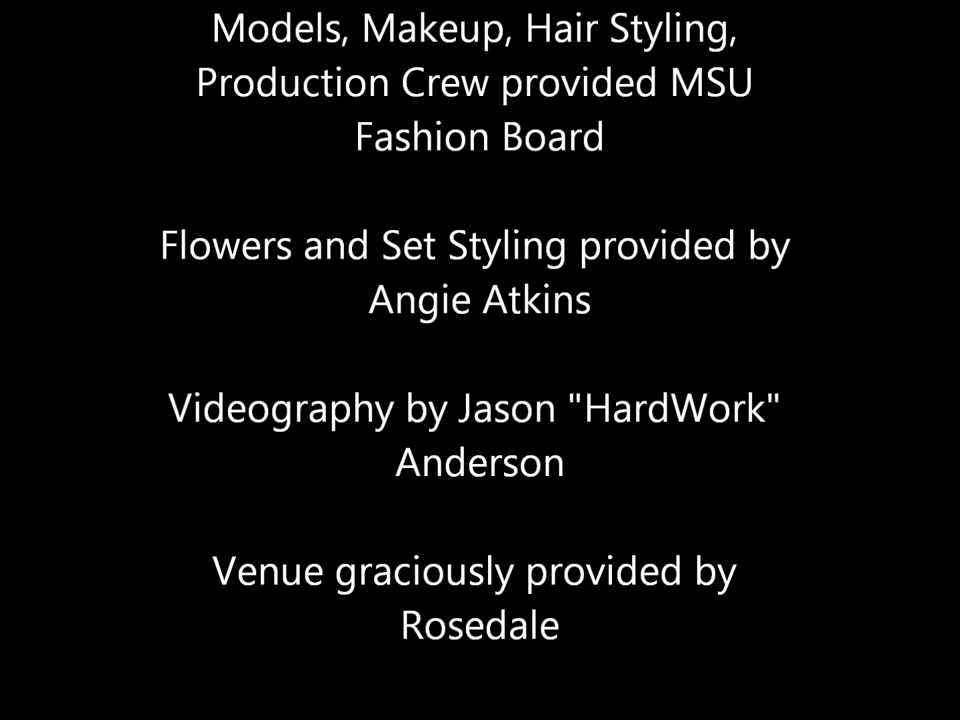 Models, Makeup, Hair Styling,
Production Crew provided MSU
Fashion Board
Flowers and Set Styling provided by
Angie Atkins
Videography by Jason "HardWork"
Anderson
Venue graciously provided by
Rosedale